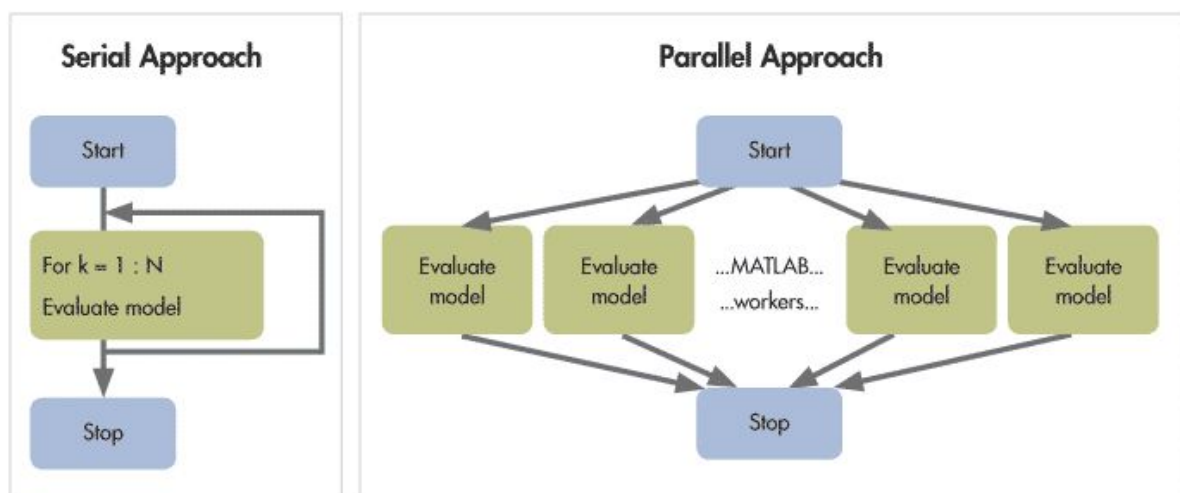 Serial Approach
Start
For k = 1 : N
Evaluate model
Stop
Parallel Approach
Start
Evaluate
model
Evaluate
model
...MATLAB...
...workers...
Evaluate
model
Evaluate
model
Stop